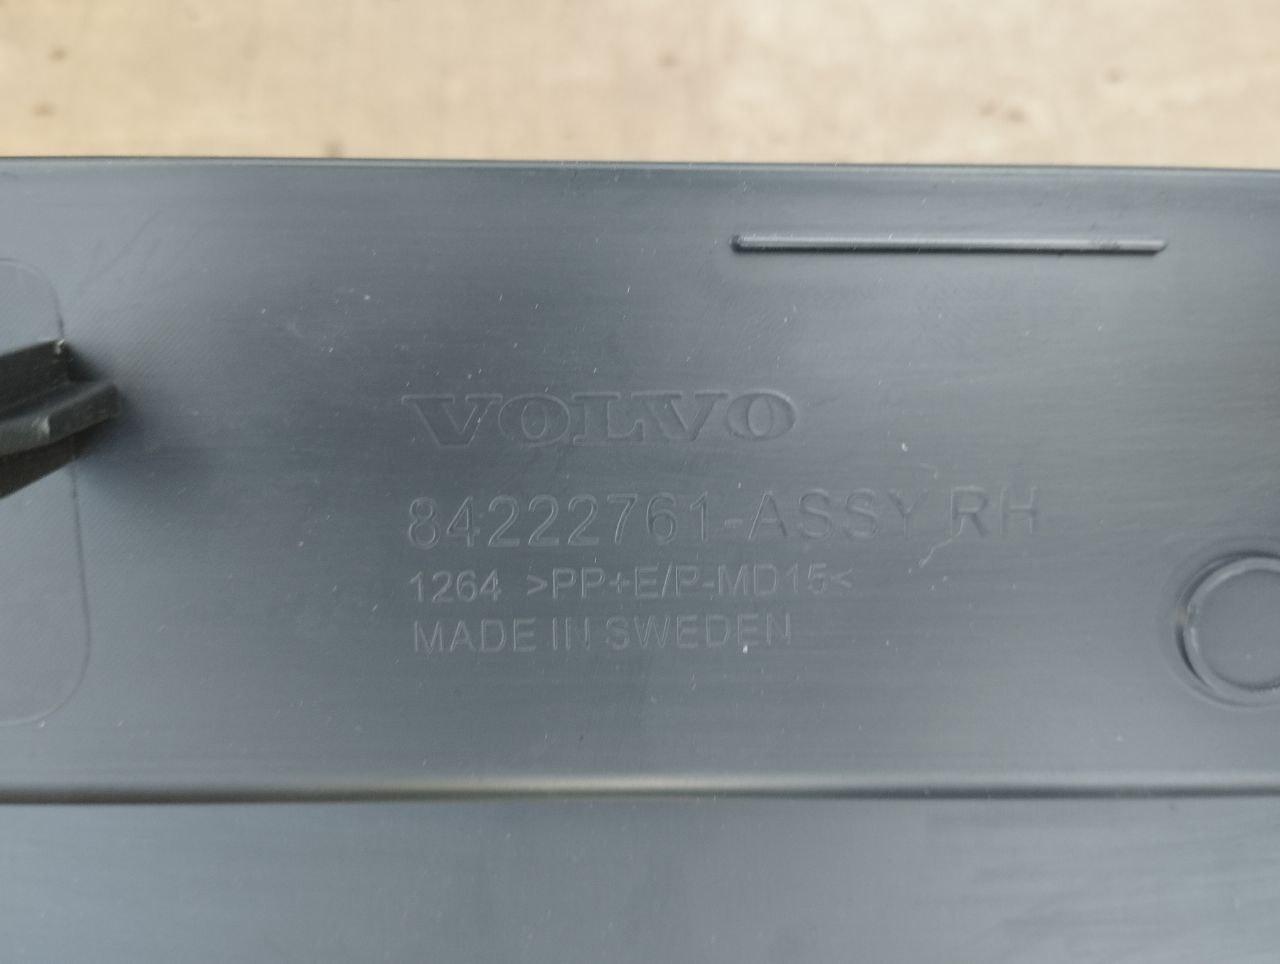 VOLVO
84222761-ASSY RH
1264 >PP+E/P-MD15<
MADE IN SWEDEN